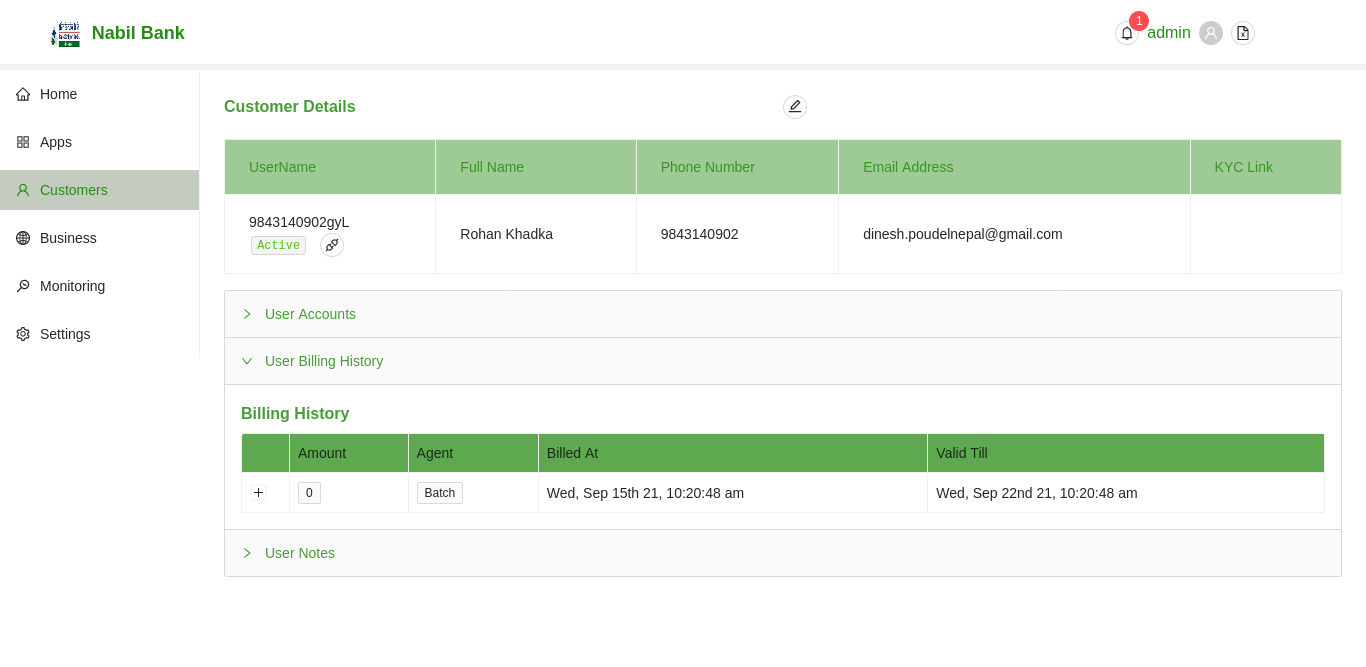 Nabil Bank
1
admin
Home
Apps
Customers
Business
Monitoring
Settings
Customer Details
UserName Full Name Phone Number Email Address KYC Link
9843140902gyL
Active
Rohan Khadka 9843140902 dinesh.poudelnepal@gmail.com
User Accounts
User Billing History
Billing History
Amount Agent Billed At Valid Till
0 Batch Wed, Sep 15th 21, 10:20:48 am Wed, Sep 22nd 21, 10:20:48 am
User Notes